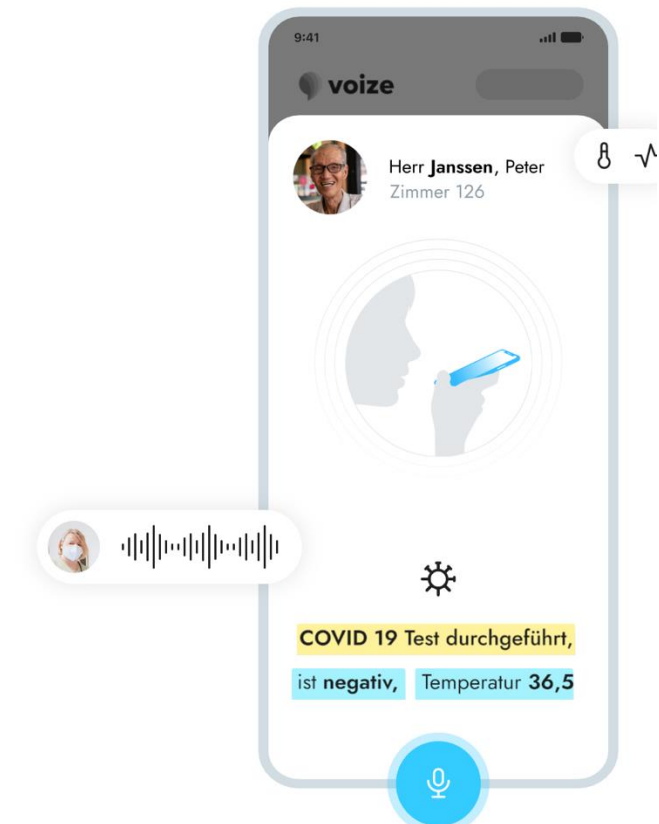 9:41
voize
Herr Janssen, Peter
Zimmer 126
COVID 19 Test durchgeführt,
ist negativ, Temperatur 36,5